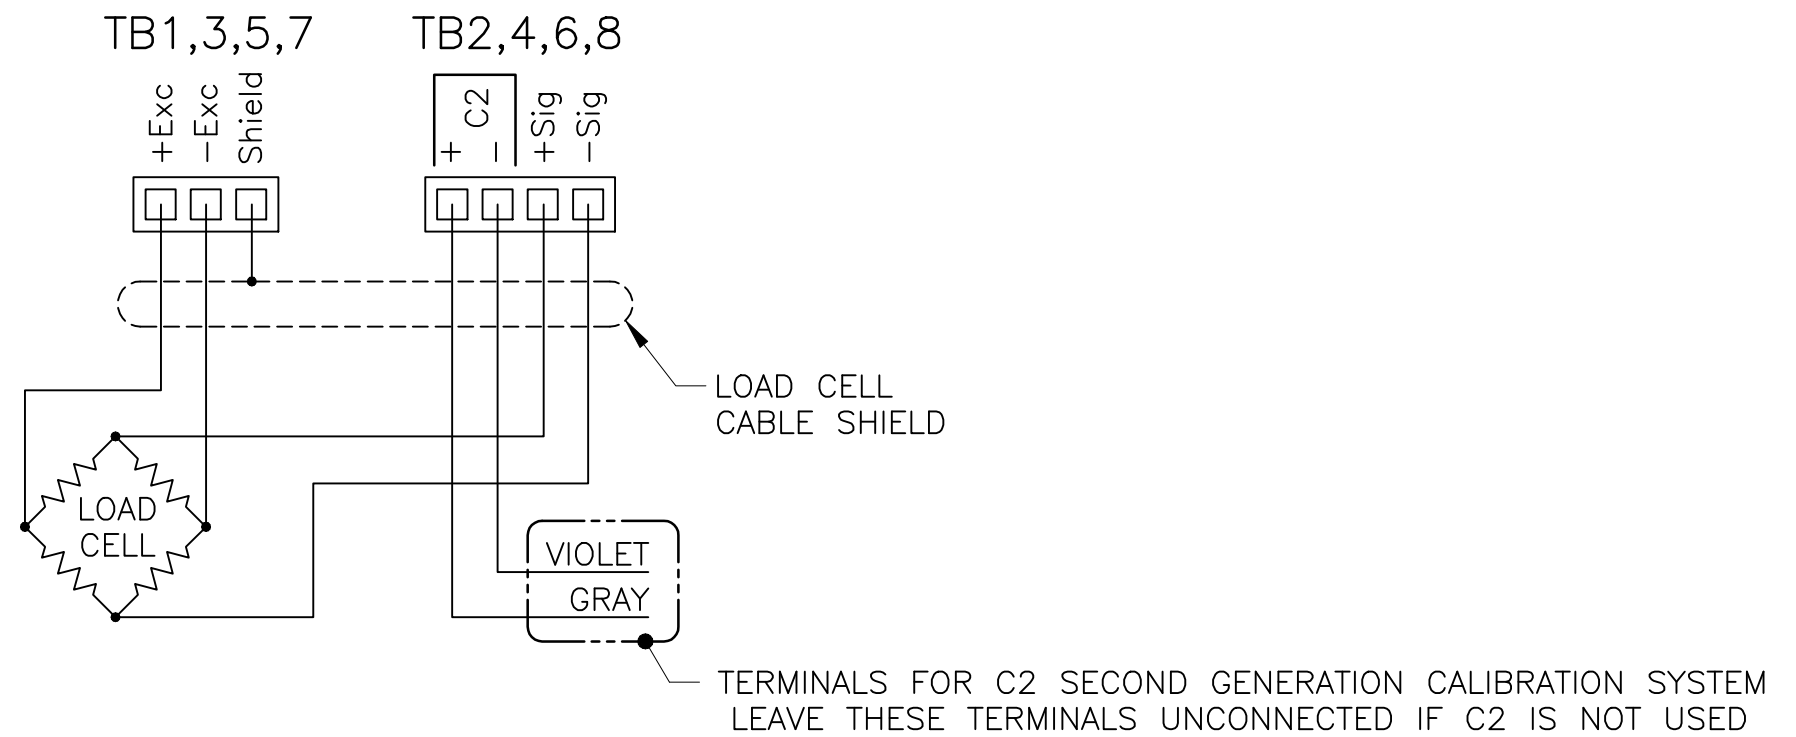 TB1,3,5,7
TB2,4,6,8
+Exc
-Exc
Shield
C2
+
-
+Sig
-Sig
LOAD CELL
CABLE SHIELD
LOAD
CELL
VIOLET
GRAY
TERMINALS FOR C2 SECOND GENERATION CALIBRATION SYSTEM
LEAVE THESE TERMINALS UNCONNECTED IF C2 IS NOT USED